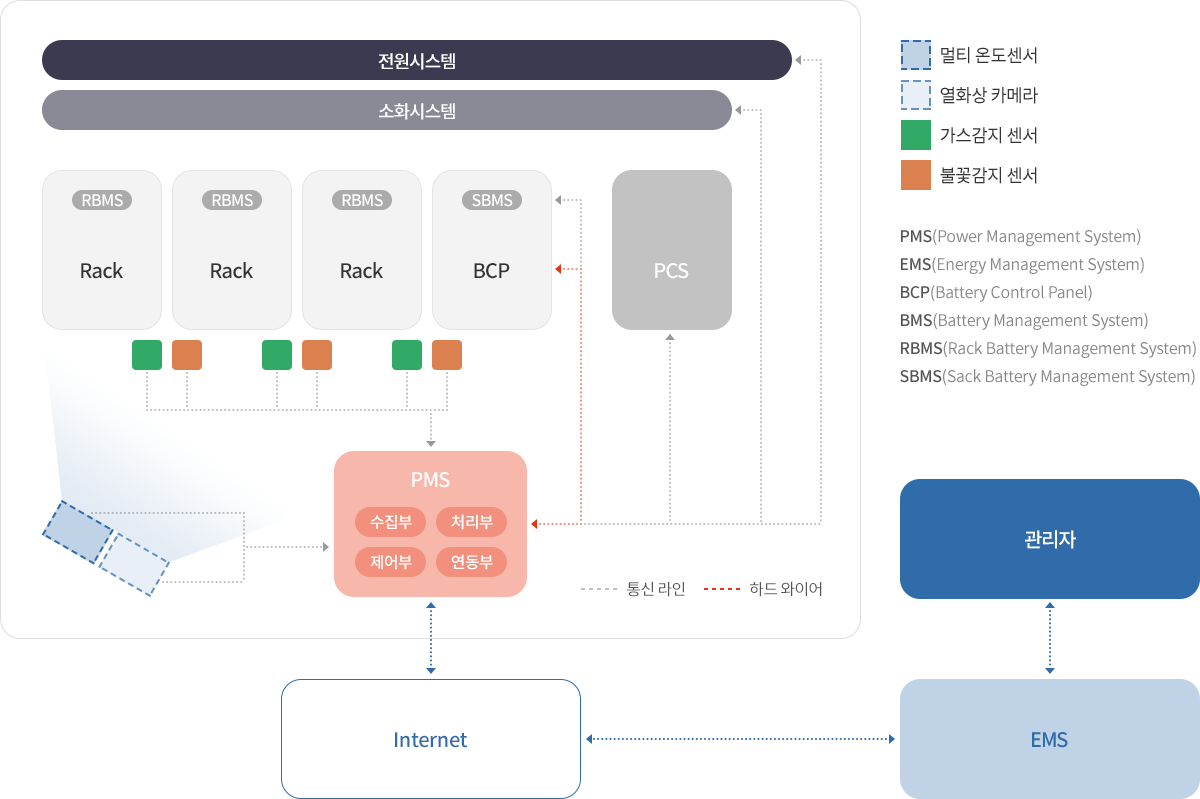 전원시스템
소화시스템
RBMS
RBMS
RBMS
SBMS
Rack
Rack
Rack
BCP
PCS
PMS
수집부
처리부
제어부
연동부
통신 라인
하드 와이어
Internet
멀티 온도센서
열화상 카메라
가스감지 센서
불꽃감지 센서
PMS(Power Management System)
EMS(Energy Management System)
BCP(Battery Control Panel)
BMS(Battery Management System)
RBMS(Rack Battery Management System)
SBMS(Sack Battery Management System)
관리자
EMS